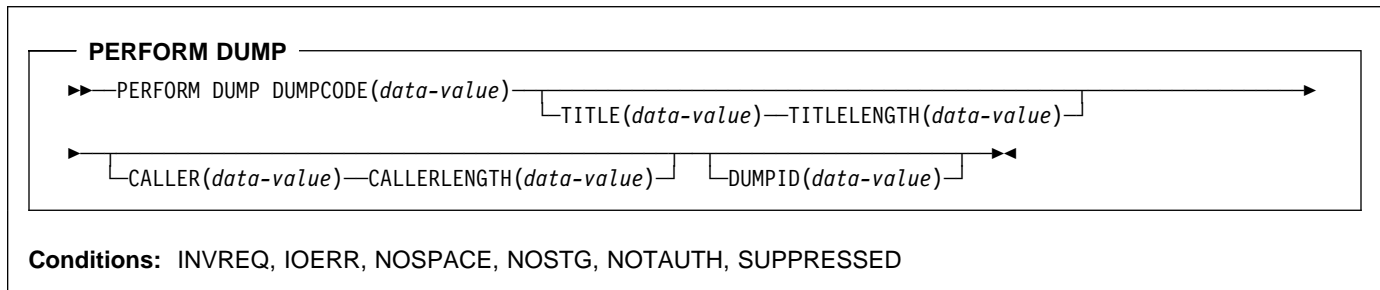 PERFORM DUMP
PERFORM DUMP DUMPCODE(data-value)
TITLE(data-value) TITLELENGTH(data-value)
CALLER(data-value) CALLERLENGTH(data-value) DUMPID(data-value)
Conditions: INVREQ, IOERR, NOSPACE, NOSTG, NOTAUTH, SUPPRESSED